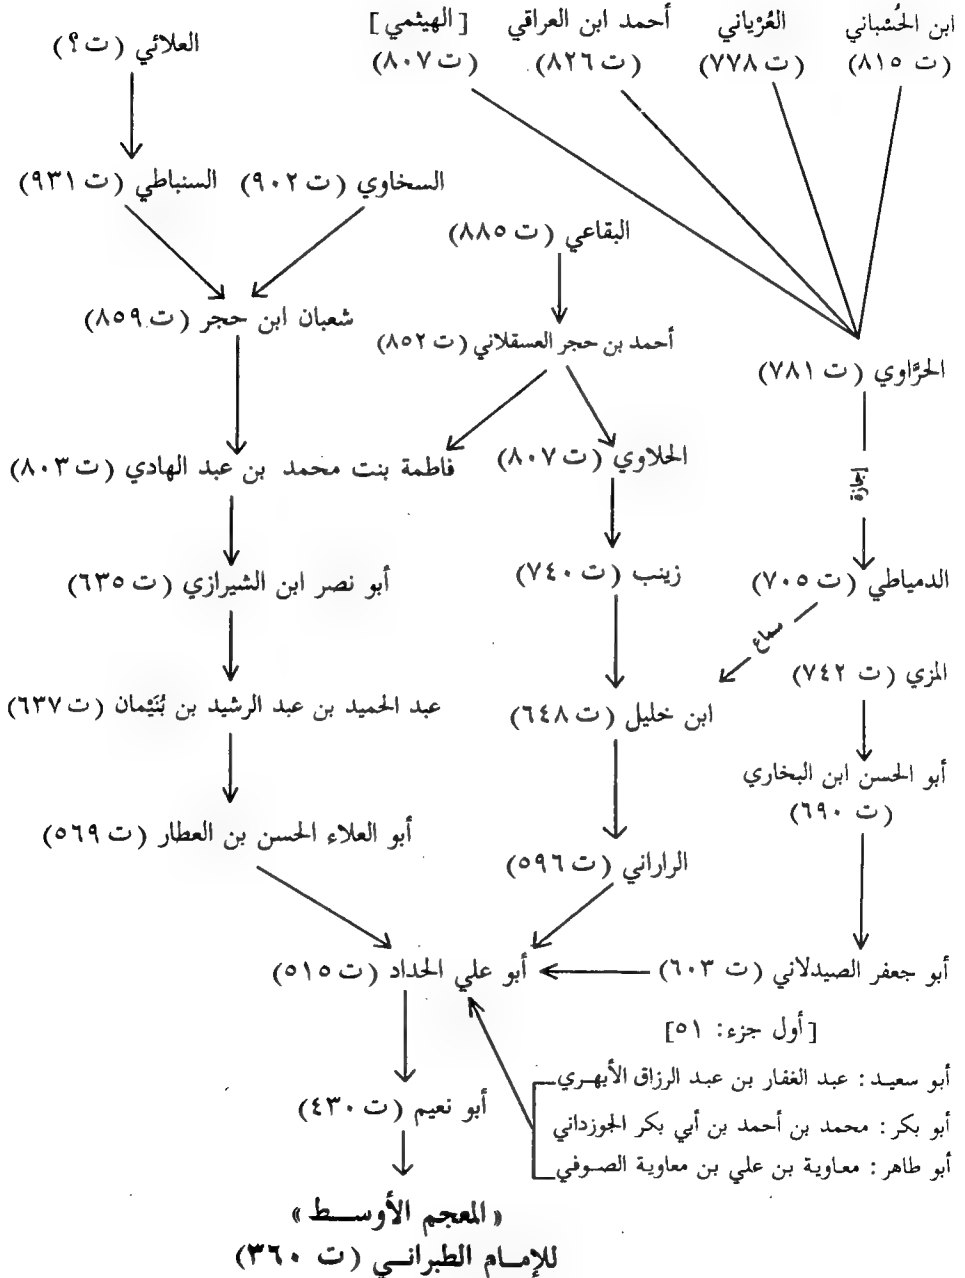 ابن الحُسْباني العُرْياني أحمد ابن العراقي [الهيثمي]
(ت ٨١٥) (ت ٧٧٨) (ت ٨٢٦) (ت ٨٠٧)
العلائي (ت ؟)
السخاوي (ت ٩٠٢) السنباطي (ت ٩٣١)
البقاعي (ت ٨٨٥)
شعبان ابن حجر (ت ٨٥٩)
أحمد بن حجر العسقلاني (ت ٨٥٢)
الحرَّاوي (ت ٧٨١)
الحلاوي (ت ٨٠٧)
فاطمة بنت محمد بن عبد الهادي (ت ٨٠٣)
إجازة
الدمياطي (ت ٧٠٥)
زينب (ت ٧٤٠)
أبو نصر ابن الشيرازي (ت ٦٣٥)
سماع
المزي (ت ٧٤٢)
ابن خليل (ت ٦٤٨)
عبد الحميد بن عبد الرشيد بن بُنَيْمان (ت ٦٣٧)
أبو الحسن ابن البخاري
(ت ٦٩٠)
أبو العلاء الحسن بن العطار (ت ٥٦٩)
الراراني (ت ٥٩٦)
أبو جعفر الصيدلاني (ت ٦٠٣)
أبو علي الحداد (ت ٥١٥)
[أول جزء: ٥١]
أبو سعيد: عبد الغفار بن عبد الرزاق الأبهري
أبو بكر: محمد بن أحمد بن أبي بكر الجوزداني
أبو طاهر: معاوية بن علي بن معاوية الصوفي
أبو نعيم (ت ٤٣٠)
«المعجم الأوسط»
للإمام الطبراني (ت ٣٦٠)